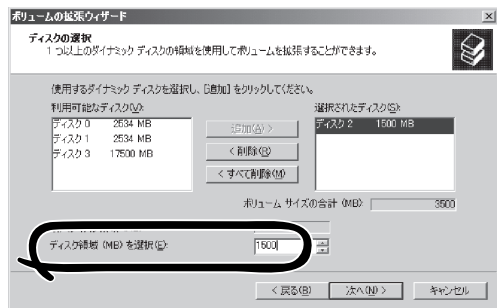 ボリュームの拡張ウィザード
ディスクの選択
1 つ以上のダイナミック ディスクの領域を使用してボリュームを拡張することができます。
使用するダイナミック ディスクを選択し、[追加] をクリックしてください。
利用可能なディスク(V):
ディスク 0 2534 MB
ディスク 1 2534 MB
ディスク 3 17500 MB
追加(A) >
< 削除(R)
< すべて削除(M)
選択されたディスク(S):
ディスク 2 1500 MB
ボリューム サイズの合計 (MB): 3500
ディスク領域 (MB) を選択(E): 1500
< 戻る(B)
次へ(N) >
キャンセル